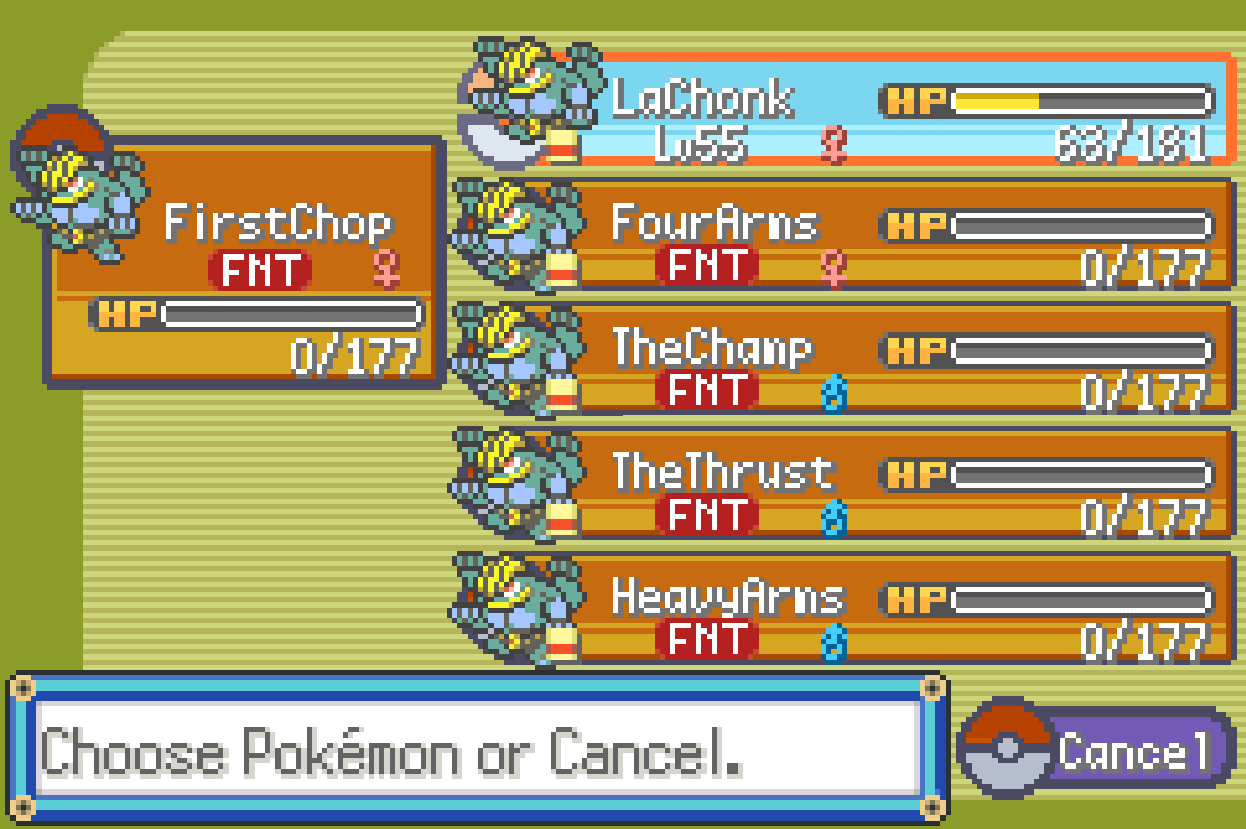 FirstChop
FNT ♀
HP
0/177
LaChonk HP
Lv55 ♀ 63/181
FourArms HP
FNT ♀ 0/177
TheChamp HP
FNT ♂ 0/177
TheThrust HP
FNT ♂ 0/177
HeavyArms HP
FNT ♂ 0/177
Choose Pokémon or Cancel.
Cancel